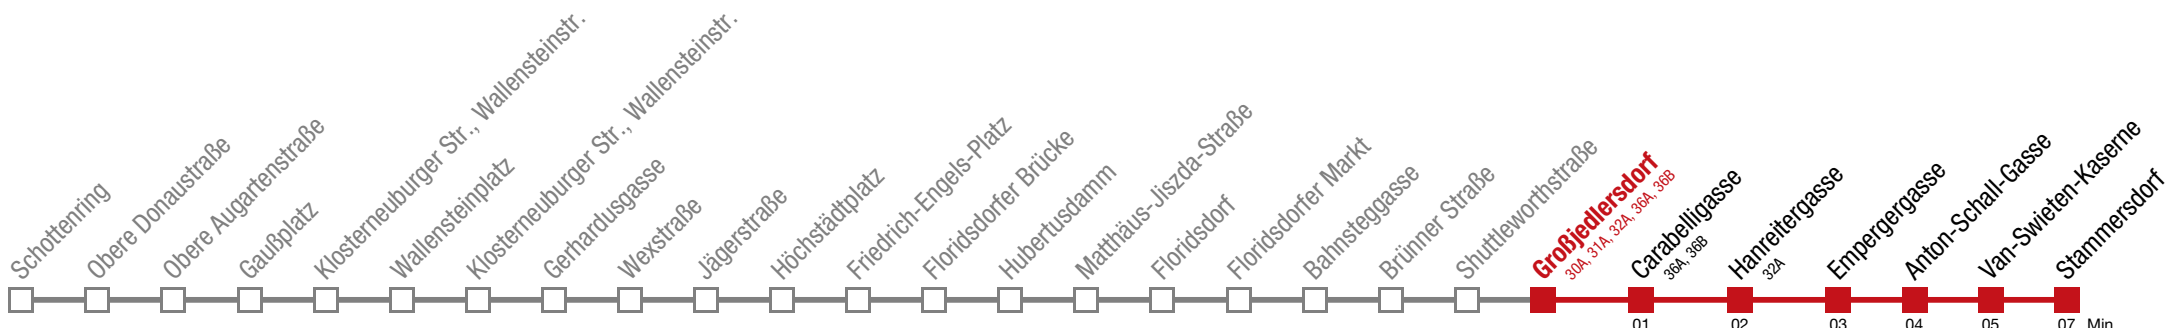 Schottenring
Obere Donaustraße
Obere Augartenstraße
Gaußplatz
Klosterneuburger Str., Wallensteinstr.
Wallensteinplatz
Klosterneuburger Str., Wallensteinstr.
Gerhardusgasse
Wexstraße
Jägerstraße
Höchstädtplatz
Friedrich-Engels-Platz
Floridsdorfer Brücke
Hubertusdamm
Matthäus-Jiszda-Straße
Floridsdorf
Floridsdorfer Markt
Bahnsteggasse
Brünner Straße
Shuttleworthstraße
Großjedlersdorf
30A, 31A, 32A, 36A, 36B
Carabelligasse
36A, 36B
Hanreitergasse
32A
Empergergasse
Anton-Schall-Gasse
Van-Swieten-Kaserne
Stammersdorf
01 02 03 04 05 07 Min